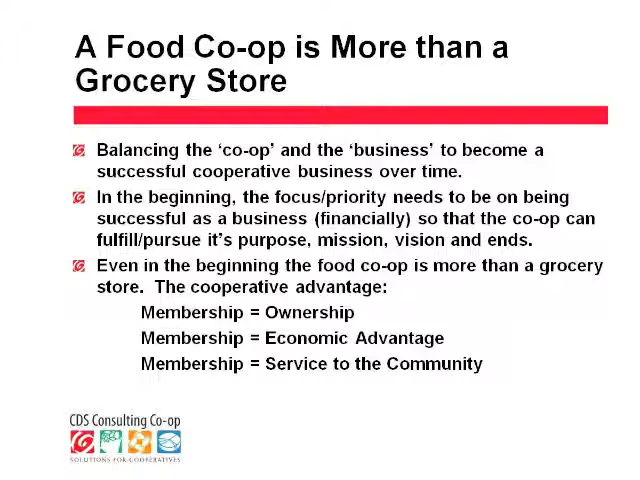 A Food Co-op is More than a
Grocery Store
Balancing the ‘co-op’ and the ‘business’ to become a
successful cooperative business over time.
In the beginning, the focus/priority needs to be on being
successful as a business (financially) so that the co-op can
fulfill/pursue it’s purpose, mission, vision and ends.
Even in the beginning the food co-op is more than a grocery
store.  The cooperative advantage:
Membership = Ownership
Membership = Economic Advantage
Membership = Service to the Community
CDS Consulting Co-op
SOLUTIONS FOR COOPERATIVES